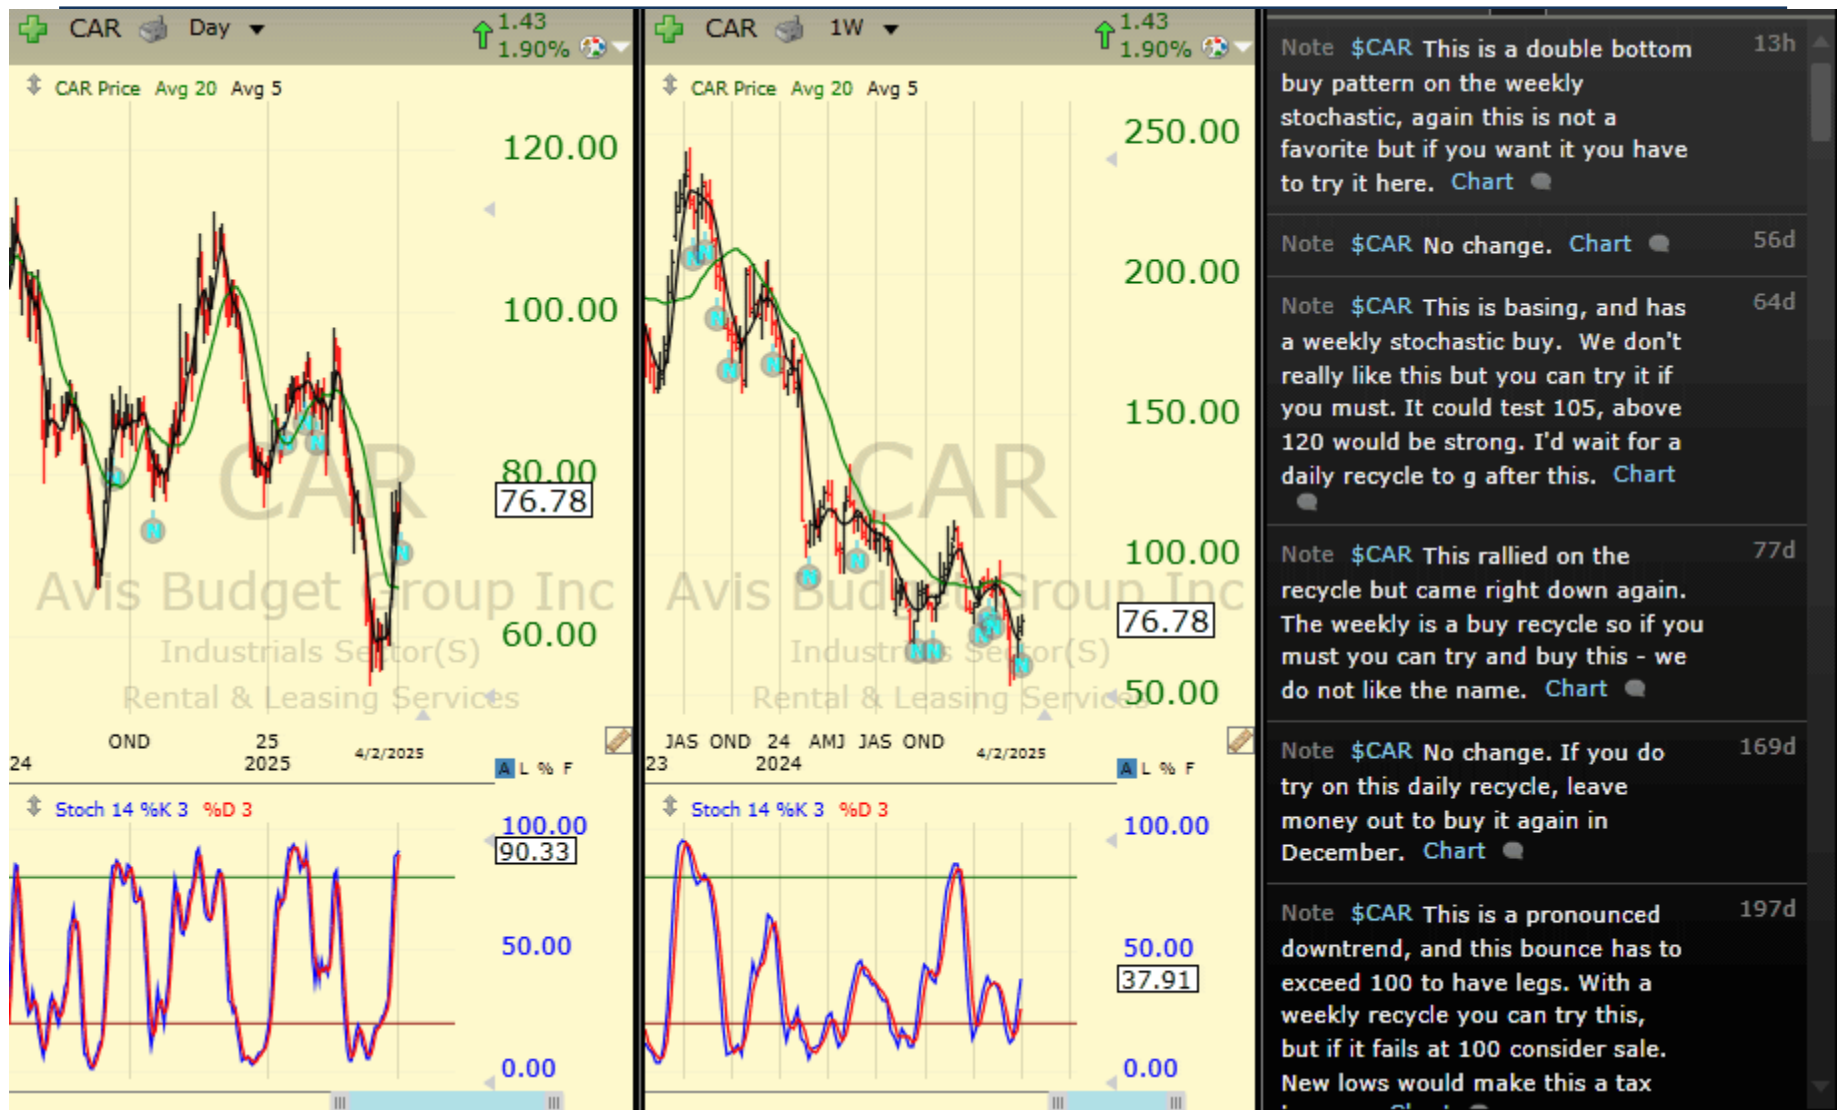 CAR Day 1.43
1.90%
CAR Price Avg 20 Avg 5
120.00
100.00
80.00
76.78
60.00
CAR
Avis Budget Group Inc
Industrials Sector(S)
Rental & Leasing Services
OND 25
24 2025 4/2/2025
A L % F
Stoch 14 %K 3 %D 3
100.00
90.33
50.00
0.00
CAR 1W 1.43
1.90%
CAR Price Avg 20 Avg 5
250.00
200.00
150.00
100.00
76.78
50.00
CAR
Avis Budget Group Inc
Industrials Sector(S)
Rental & Leasing Services
JAS OND 24 AMJ JAS OND
23 2024 4/2/2025
A L % F
Stoch 14 %K 3 %D 3
100.00
50.00
37.91
0.00
Note $CAR This is a double bottom 13h
buy pattern on the weekly
stochastic, again this is not a
favorite but if you want it you have
to try it here. Chart
Note $CAR No change. Chart 56d
Note $CAR This is basing, and has 64d
a weekly stochastic buy. We don't
really like this but you can try it if
you must. It could test 105, above
120 would be strong. I'd wait for a
daily recycle to g after this. Chart
Note $CAR This rallied on the 77d
recycle but came right down again.
The weekly is a buy recycle so if you
must you can try and buy this - we
do not like the name. Chart
Note $CAR No change. If you do 169d
try on this daily recycle, leave
money out to buy it again in
December. Chart
Note $CAR This is a pronounced 197d
downtrend, and this bounce has to
exceed 100 to have legs. With a
weekly recycle you can try this,
but if it fails at 100 consider sale.
New lows would make this a tax